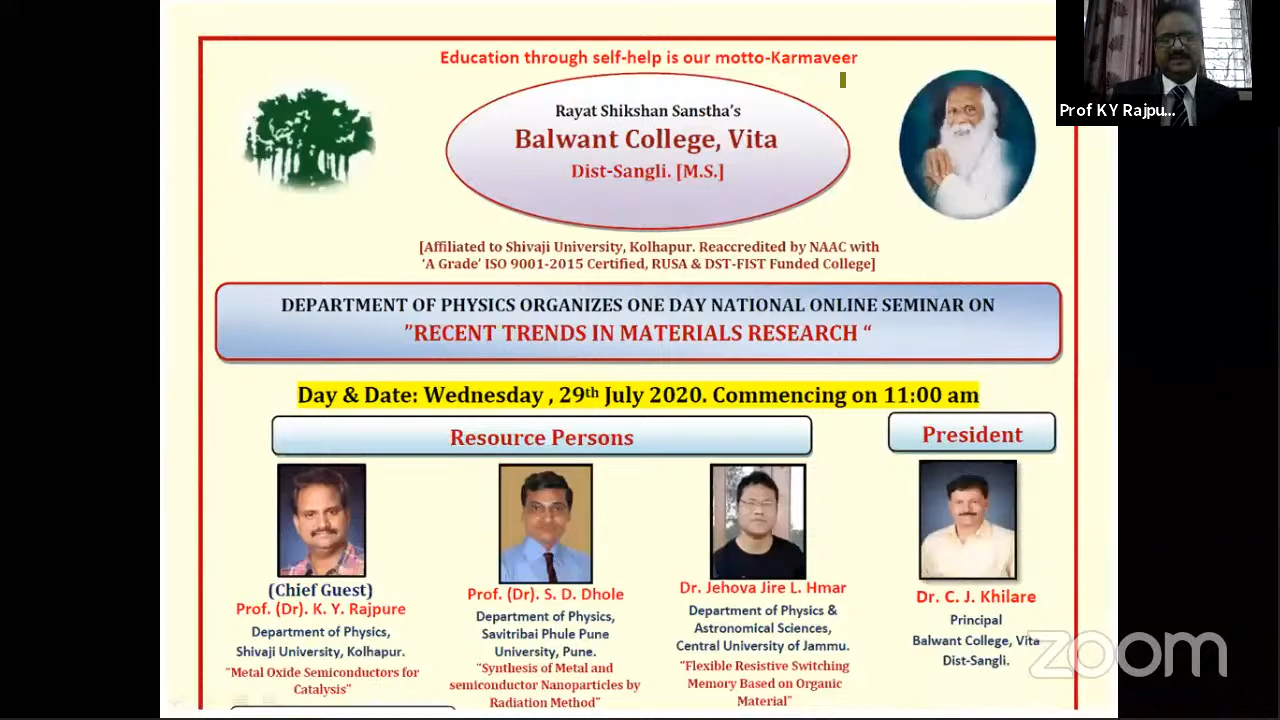 Education through self-help is our motto-Karmaveer
Rayat Shikshan Sanstha's
Balwant College, Vita
Dist-Sangli. [M.S.]
Prof K Y Rajpu...
[Affiliated to Shivaji University, Kolhapur. Reaccredited by NAAC with
'A Grade' ISO 9001-2015 Certified, RUSA & DST-FIST Funded College]
DEPARTMENT OF PHYSICS ORGANIZES ONE DAY NATIONAL ONLINE SEMINAR ON
”RECENT TRENDS IN MATERIALS RESEARCH “
Day & Date: Wednesday , 29th July 2020. Commencing on 11:00 am
Resource Persons
President
(Chief Guest)
Prof. (Dr). K. Y. Rajpure
Department of Physics,
Shivaji University, Kolhapur.
"Metal Oxide Semiconductors for
Catalysis"
Prof. (Dr). S. D. Dhole
Department of Physics,
Savitribai Phule Pune
University, Pune.
“Synthesis of Metal and
semiconductor Nanoparticles by
Radiation Method”
Dr. Jehova Jire L. Hmar
Department of Physics &
Astronomical Sciences,
Central University of Jammu.
“Flexible Resistive Switching
Memory Based on Organic
Material”
Dr. C. J. Khilare
Principal
Balwant College, Vita
Dist-Sangli.
zoom